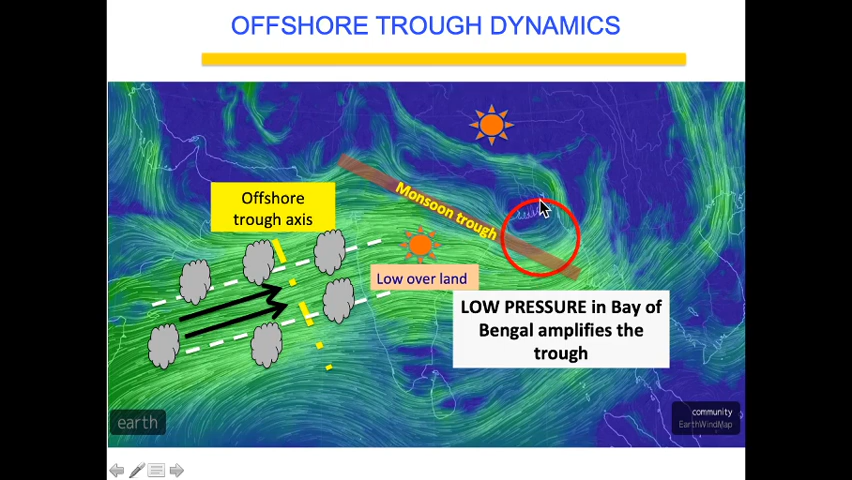 OFFSHORE TROUGH DYNAMICS
Offshore
trough axis
Monsoon trough
Low over land
LOW PRESSURE in Bay of
Bengal amplifies the
trough
earth
community
EarthWindMap